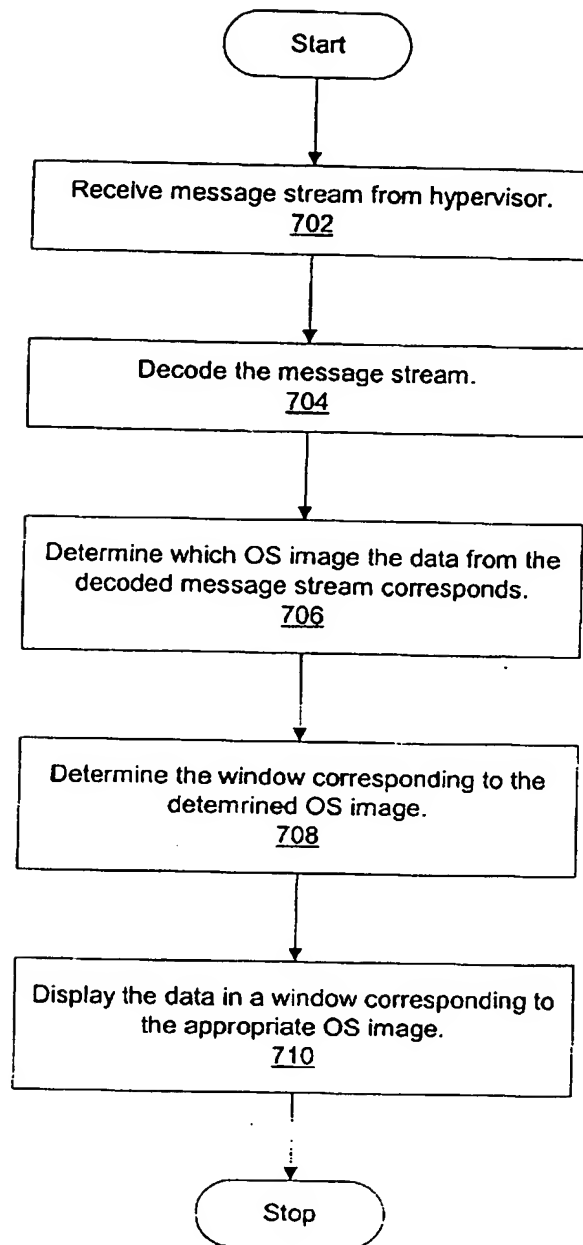 Start
Receive message stream from hypervisor.
702
Decode the message stream.
704
Determine which OS image the data from the
decoded message stream corresponds.
706
Determine the window corresponding to the
detemrined OS image.
708
Display the data in a window corresponding to
the appropriate OS image.
710
Stop